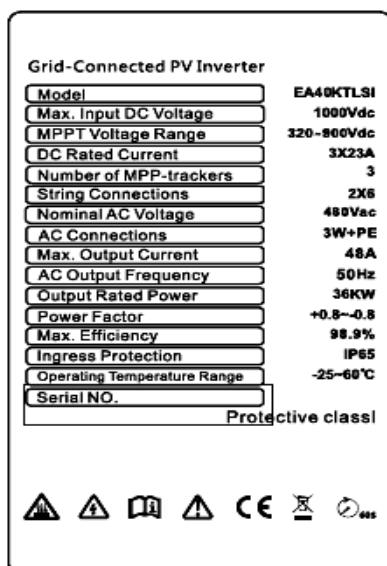 Grid-Connected PV Inverter
Model EA40KTLSI
Max. Input DC Voltage 1000Vdc
MPPT Voltage Range 320~800Vdc
DC Rated Current 3X23A
Number of MPP-trackers 3
String Connections 2X6
Nominal AC Voltage 480Vac
AC Connections 3W+PE
Max. Output Current 48A
AC Output Frequency 50Hz
Output Rated Power 36KW
Power Factor +0.8~-0.8
Max. Efficiency 98.9%
Ingress Protection IP65
Operating Temperature Range -25~60℃
Serial NO.
Protective classI
CE 60S